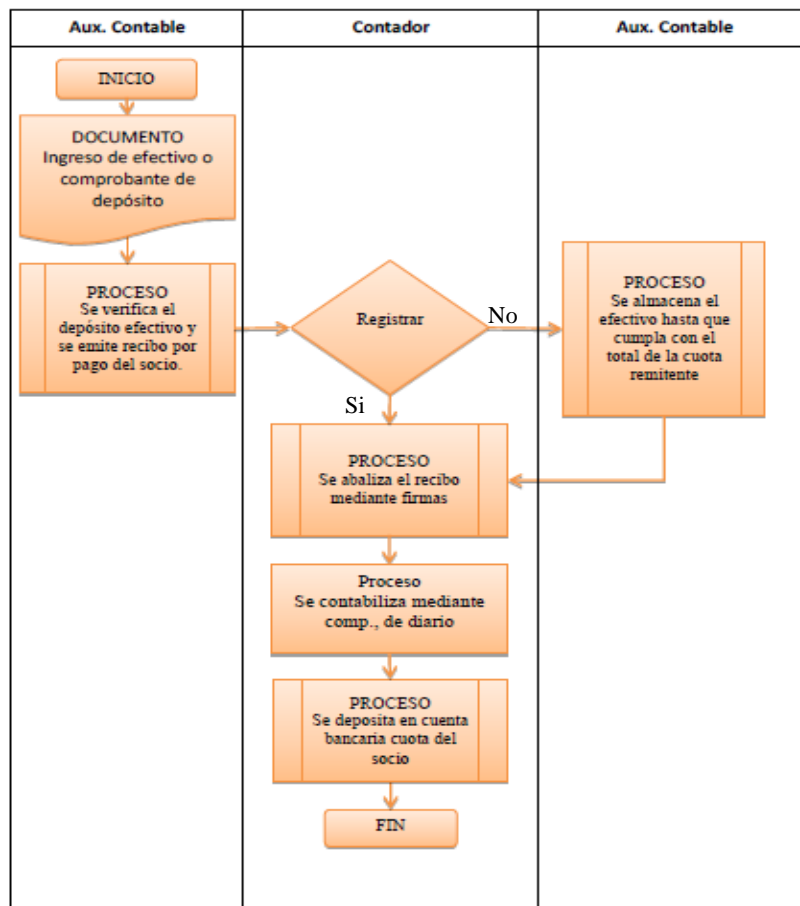 Aux. Contable
Contador
Aux. Contable
INICIO
DOCUMENTO
Ingreso de efectivo o
comprobante de
depósito
PROCESO
Se verifica el
depósito efectivo y
se emite recibo por
pago del socio.
Registrar
No
Si
PROCESO
Se almacena el
efectivo hasta que
cumpla con el
total de la cuota
remitente
PROCESO
Se abaliza el recibo
mediante firmas
Proceso
Se contabiliza mediante
comp., de diario
PROCESO
Se deposita en cuenta
bancaria cuota del
socio
FIN